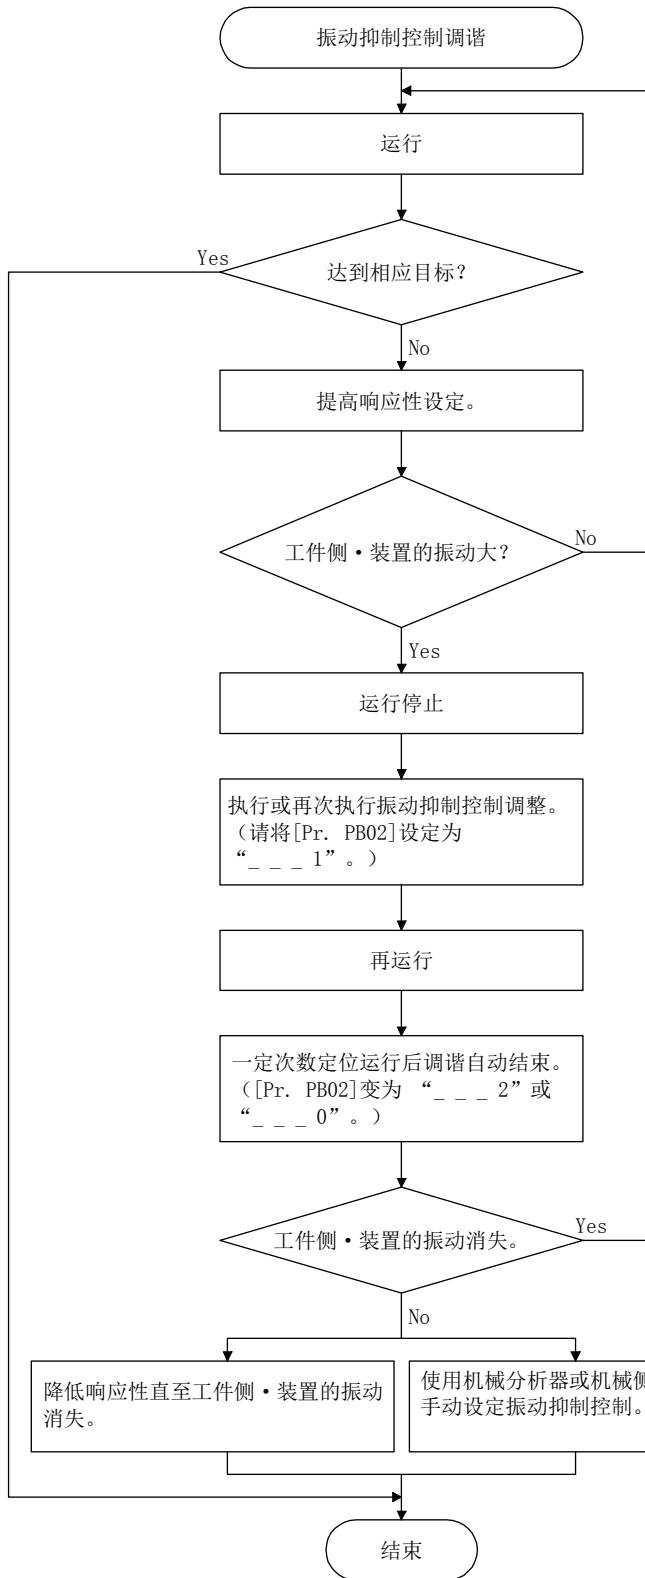 振动抑制控制调谐
运行
Yes
达到相应目标？
No
提高响应性设定。
工件侧·装置的振动大？
No
Yes
运行停止
执行或再次执行振动抑制控制调整。
（请将[Pr. PB02]设定为
“_ _ _ 1”。）
再运行
一定次数定位运行后调谐自动结束。
（[Pr. PB02]变为 “_ _ _ 2”或
“_ _ _ 0”。）
工件侧·装置的振动消失。
Yes
No
降低响应性直至工件侧·装置的振动
消失。
使用机械分析器或机械侧
手动设定振动抑制控制。
结束